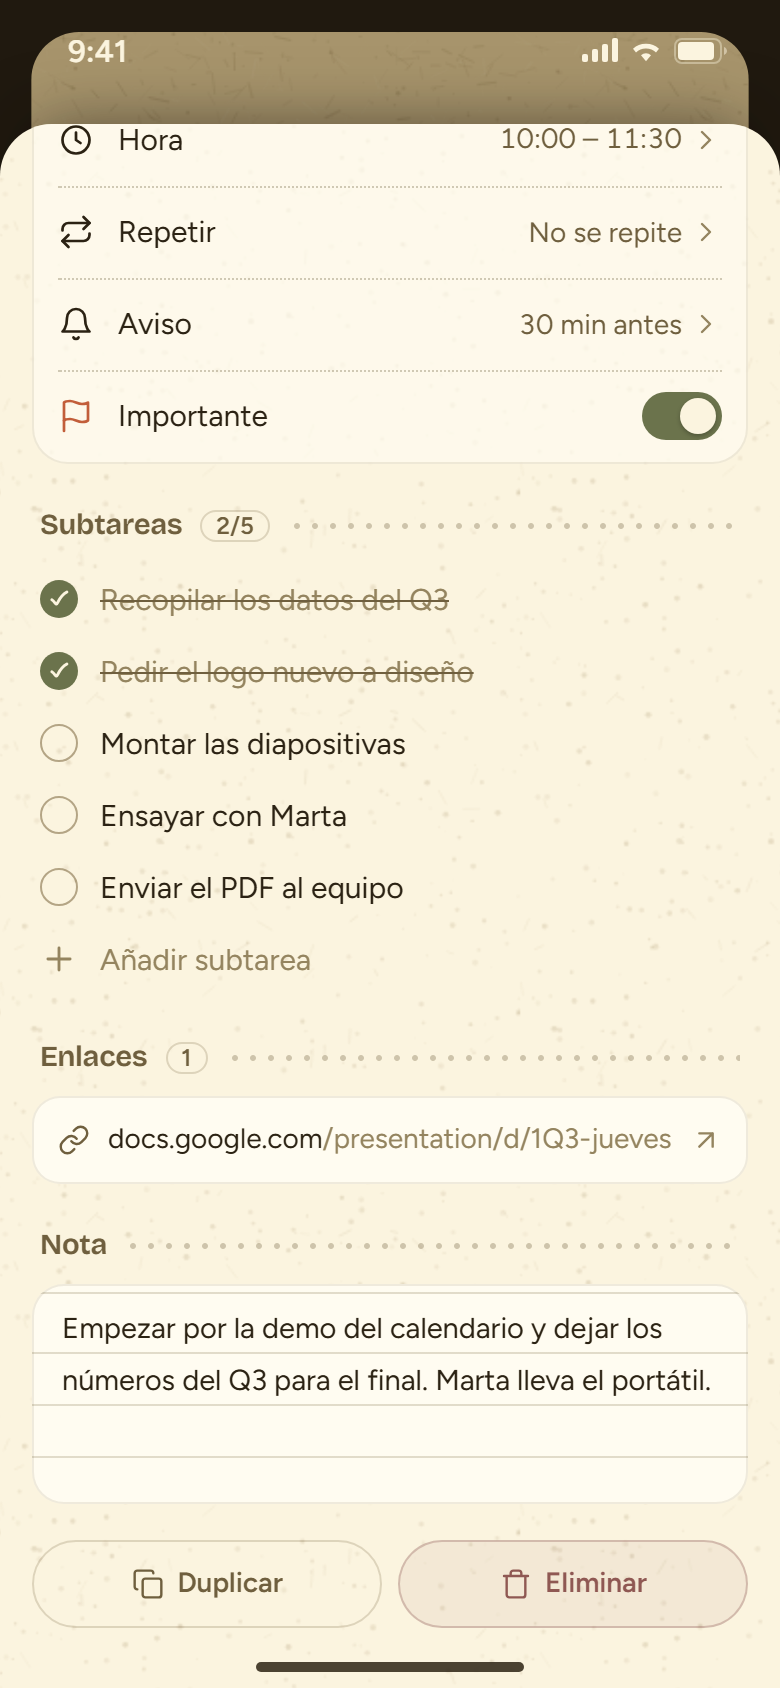 9:41
Hora
10:00 – 11:30
Repetir
No se repite
Aviso
30 min antes
Importante
Subtareas 2/5
Recopilar los datos del Q3
Pedir el logo nuevo a diseño
Montar las diapositivas
Ensayar con Marta
Enviar el PDF al equipo
Añadir subtarea
Enlaces 1
docs.google.com/presentation/d/1Q3-jueves
Nota
Empezar por la demo del calendario y dejar los
números del Q3 para el final. Marta lleva el portátil.
Duplicar
Eliminar